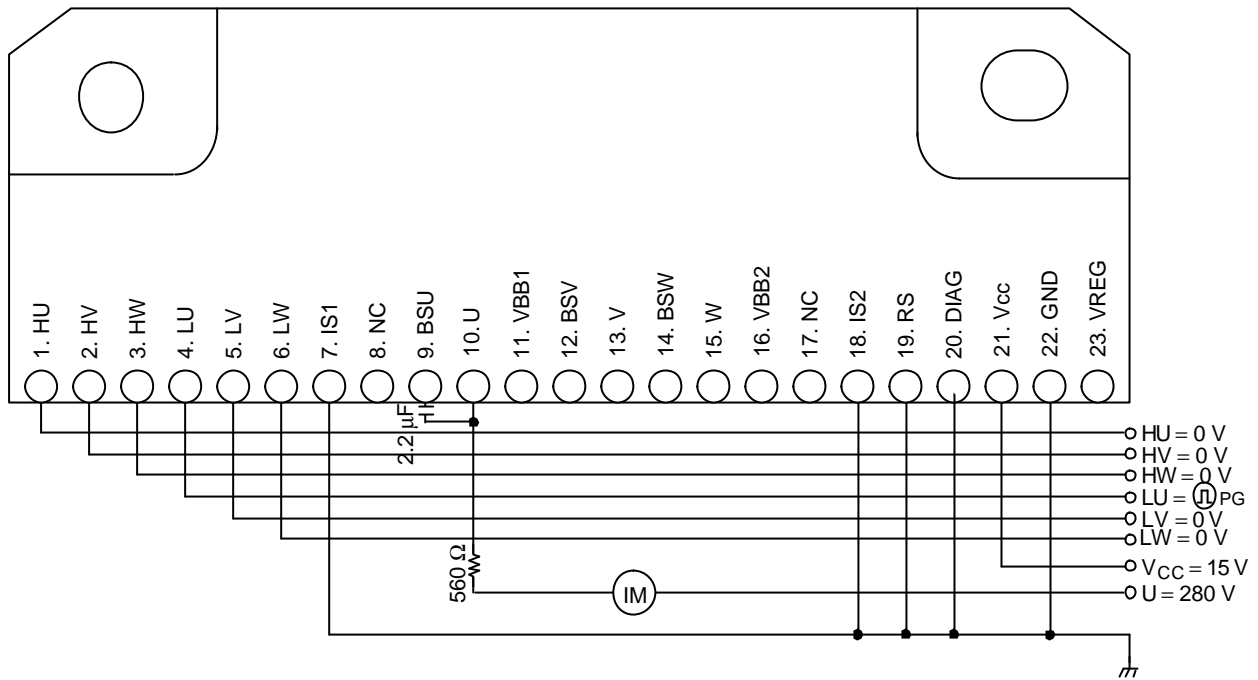 1. HU
2. HV
3. HW
4. LU
5. LV
6. LW
7. IS1
8. NC
9. BSU
10. U
11. VBB1
12. BSV
13. V
14. BSW
15. W
16. VBB2
17. NC
18. IS2
19. RS
20. DIAG
21. Vcc
22. GND
23. VREG
2.2 μF
HU = 0 V
HV = 0 V
HW = 0 V
LU = PG
LV = 0 V
LW = 0 V
560 Ω
VCC = 15 V
IM
U = 280 V